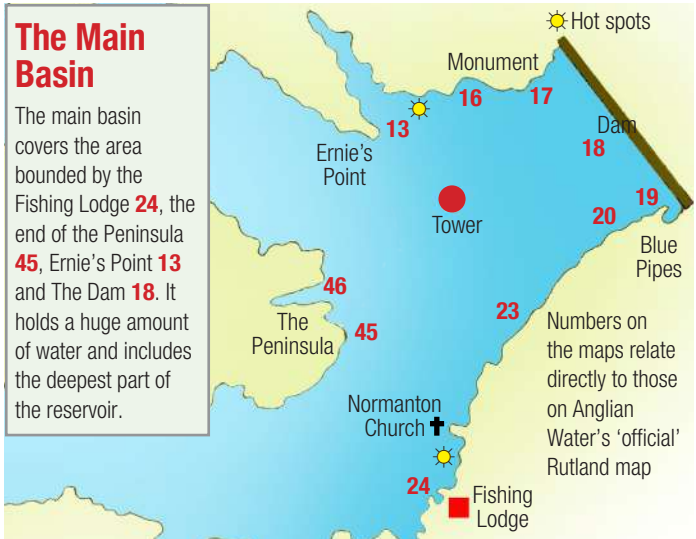 The Main
Basin
The main basin
covers the area
bounded by the
Fishing Lodge 24, the
end of the Peninsula
45, Ernie's Point 13
and The Dam 18. It
holds a huge amount
of water and includes
the deepest part of
the reservoir.
Hot spots
Monument
16
17
13
Dam
18
Ernie's
Point
19
20
Tower
Blue
Pipes
46
45
The
Peninsula
23
Numbers on
the maps relate
directly to those
on Anglian
Water's 'official'
Rutland map
Normanton
Church
24
Fishing
Lodge